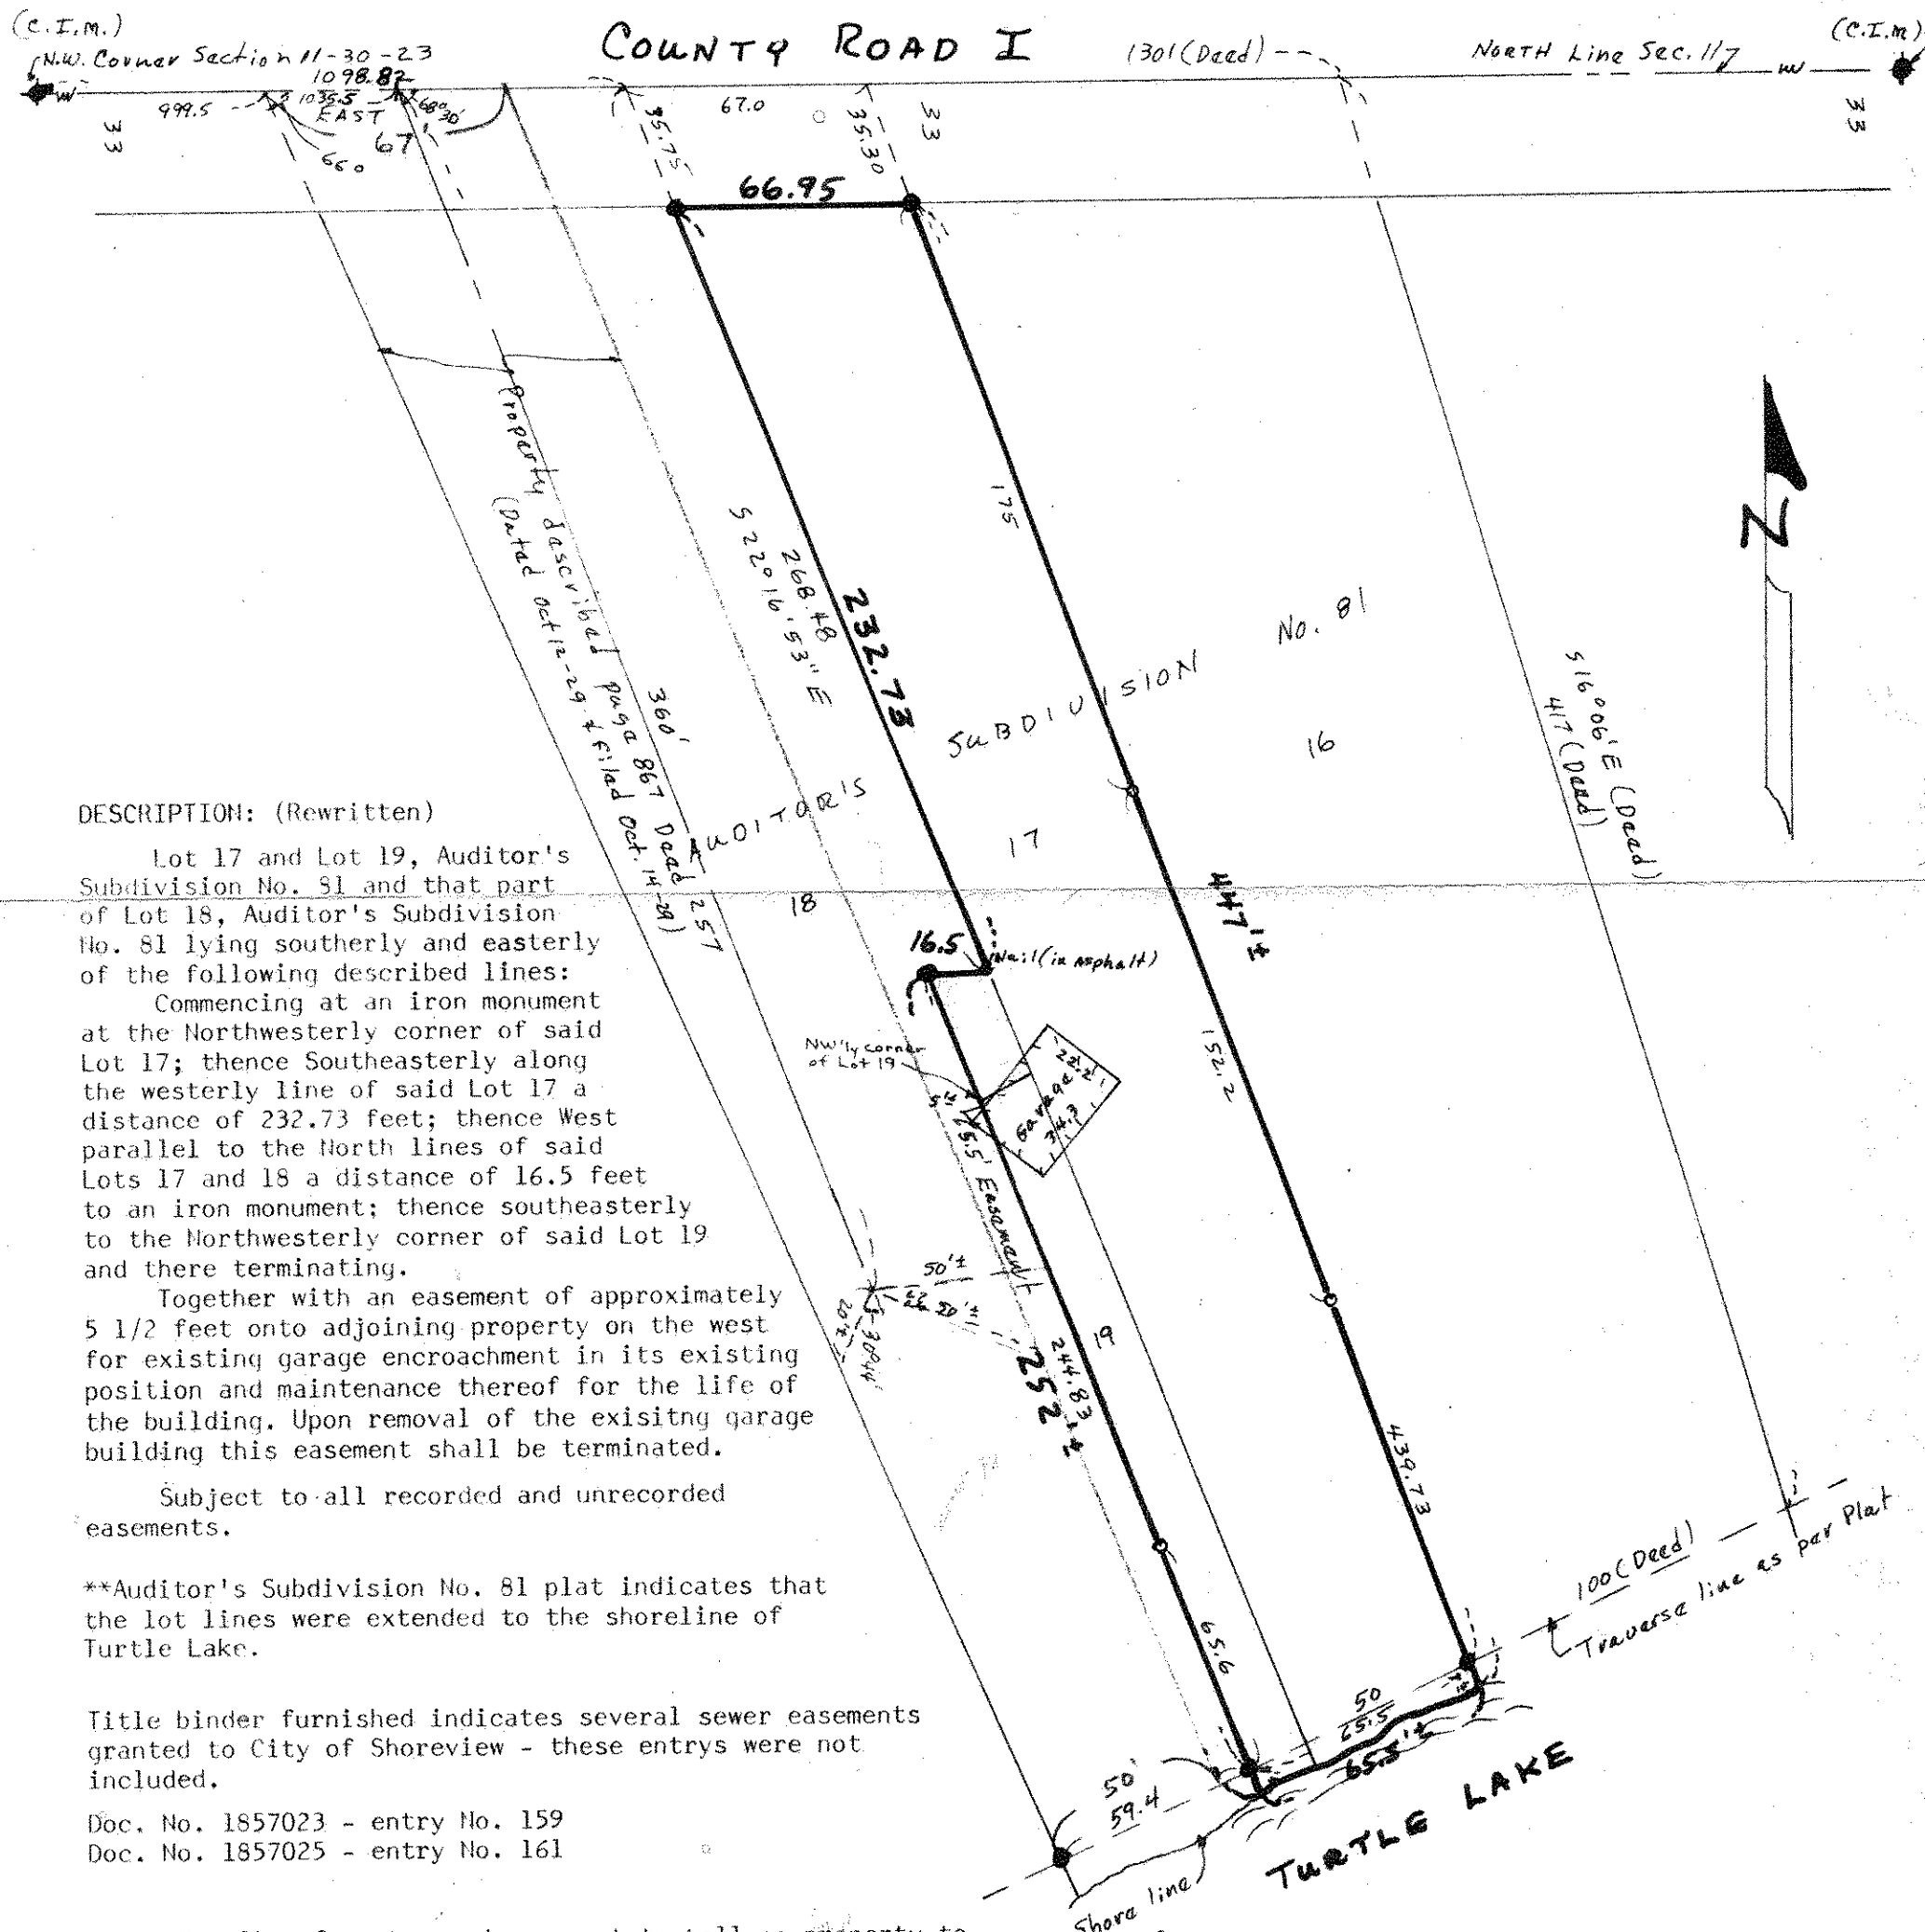 (C.I.M.)
N.W. Corner Section 11-30-23
COUNTY ROAD I
1301 (Deed)
NORTH Line Sec. 11
(C.I.M)
1098.82
999.5
1035.5
EAST
68° 30'
67'
660
33
35.75
67.0
35.30
33
33
66.95
Property described page 867 Deed
(Dated Oct 12-29 & filed Oct. 14-29)
360'
257
268.48
S 22° 16' 53" E
232.73
175
AUDITOR'S SUBDIVISION No. 81
16
17
18
N
S 16° 06' E (Deed)
417 (Deed)
447'±
16.5
Nail (in Asphalt)
NW'ly corner
of Lot 19
Garage
22.2
34.3
5.5' Easement
152.2
50'±
20'±
244.83
252'±
19
439.73
65.6
100 (Deed)
Traverse line as per Plat
50
65.5
65.5'±
50'
59.4
Shore line
TURTLE LAKE
DESCRIPTION: (Rewritten)
Lot 17 and Lot 19, Auditor's
Subdivision No. 81 and that part
of Lot 18, Auditor's Subdivision
No. 81 lying southerly and easterly
of the following described lines:
Commencing at an iron monument
at the Northwesterly corner of said
Lot 17; thence Southeasterly along
the westerly line of said Lot 17 a
distance of 232.73 feet; thence West
parallel to the North lines of said
Lots 17 and 18 a distance of 16.5 feet
to an iron monument; thence southeasterly
to the Northwesterly corner of said Lot 19
and there terminating.
Together with an easement of approximately
5 1/2 feet onto adjoining property on the west
for existing garage encroachment in its existing
position and maintenance thereof for the life of
the building. Upon removal of the exisitng garage
building this easement shall be terminated.
Subject to all recorded and unrecorded
easements.
**Auditor's Subdivision No. 81 plat indicates that
the lot lines were extended to the shoreline of
Turtle Lake.
Title binder furnished indicates several sewer easements
granted to City of Shoreview - these entrys were not
included.
Doc. No. 1857023 - entry No. 159
Doc. No. 1857025 - entry No. 161